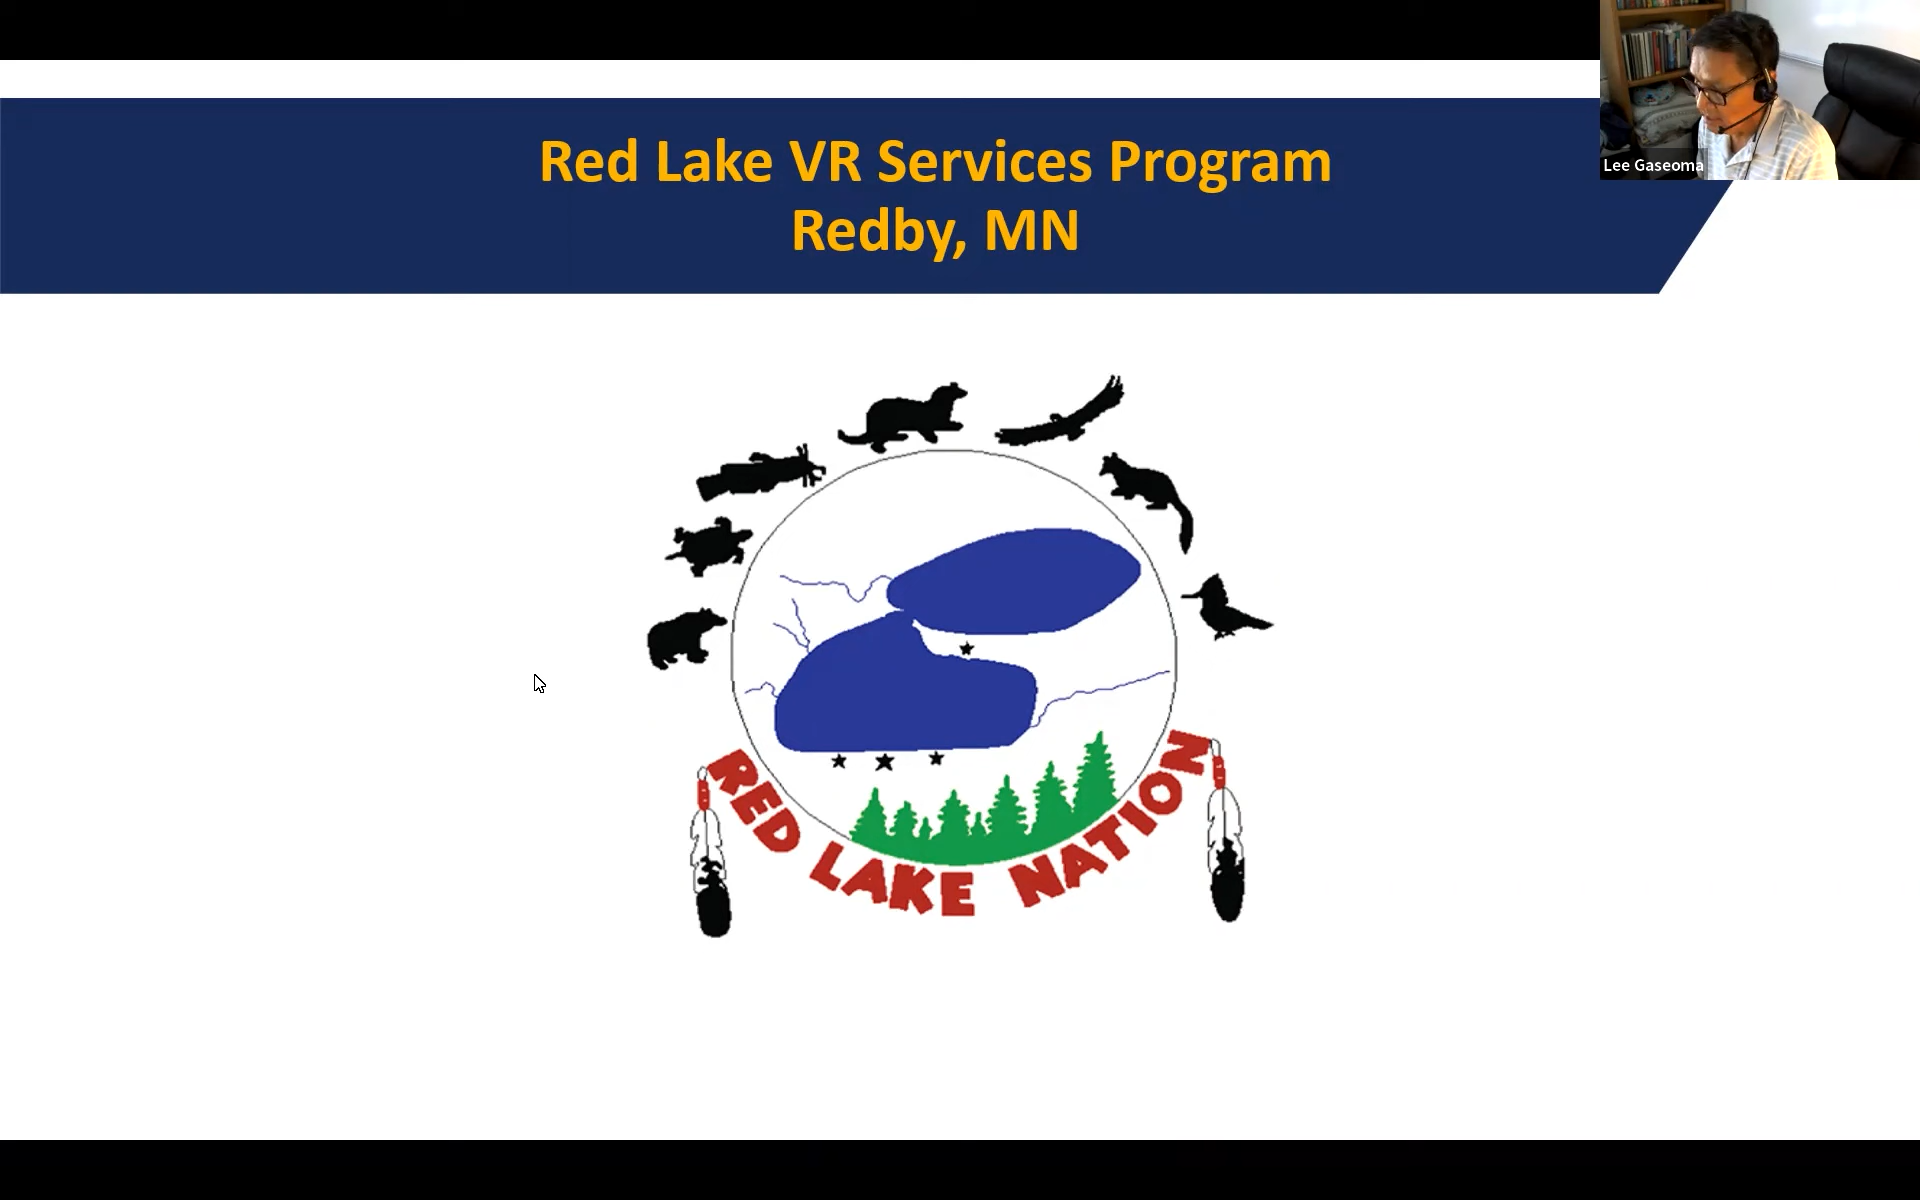 Red Lake VR Services Program
Redby, MN
Lee Gaseoma
RED LAKE NATION